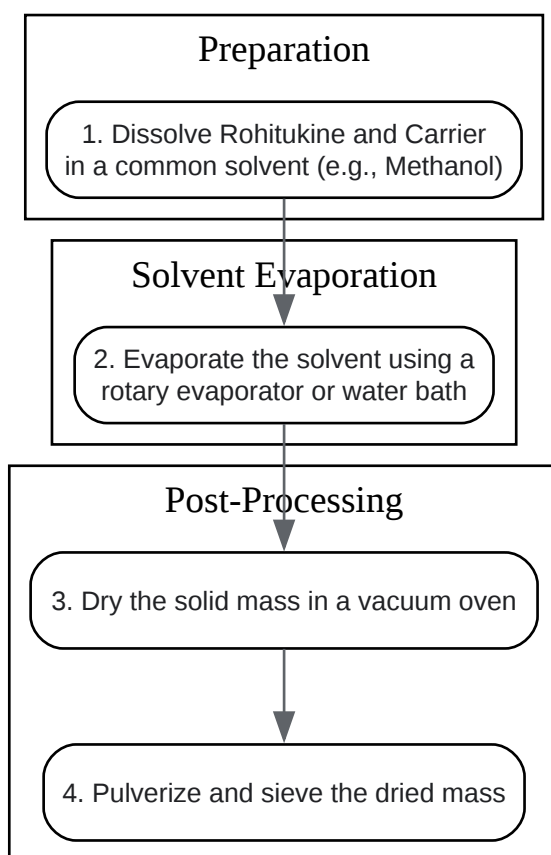 Preparation
1. Dissolve Rohitukine and Carrier
in a common solvent (e.g., Methanol)
Solvent Evaporation
2. Evaporate the solvent using a
rotary evaporator or water bath
Post-Processing
3. Dry the solid mass in a vacuum oven
4. Pulverize and sieve the dried mass